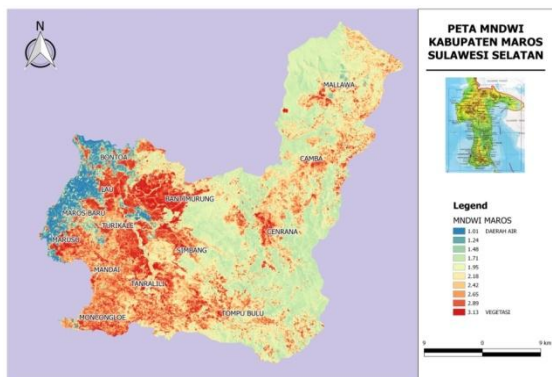 PETA MNDWI
KABUPATEN MAROS
SULAWESI SELATAN
N
MALLAWA
CAMBA
BONTOA
LAU
BANTIMURUNG
MAROS BARU
TURIKALE
CENRANA
MARUSU
SIMBANG
MANDAI
TANRALILI
TOMPU BULU
MONCONGLOE
Legend
MNDWI MAROS
1.01 DAERAH AIR
1.24
1.48
1.71
1.95
2.18
2.42
2.65
2.89
3.13 VEGETASI
9 0 9 km